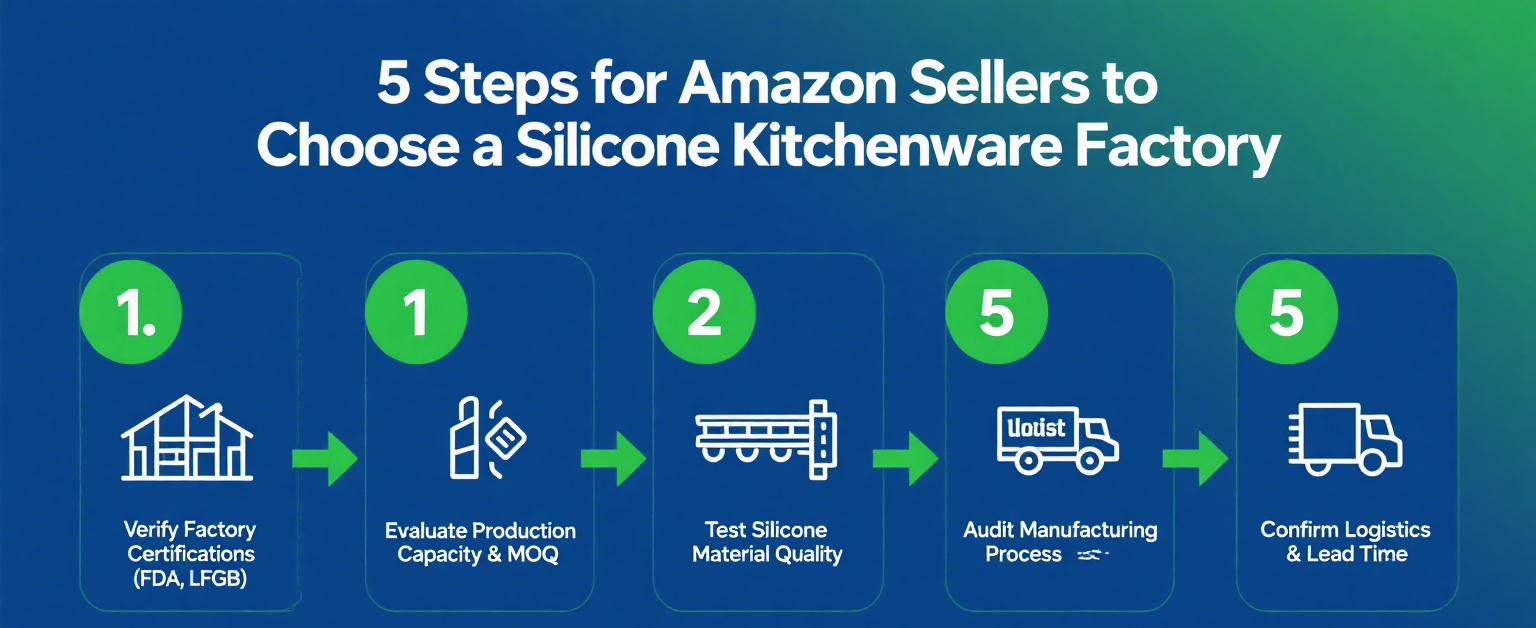 5 Steps for Amazon Sellers to
Choose a Silicone Kitchenware Factory
1.
Verify Factory
Certifications
(FDA, LFGB)
1
Evaluate Production
Capacity & MOQ
2
Test Silicone
Material Quality
5
Audit Manufacturing
Process
5
Confirm Logistics
& Lead Time